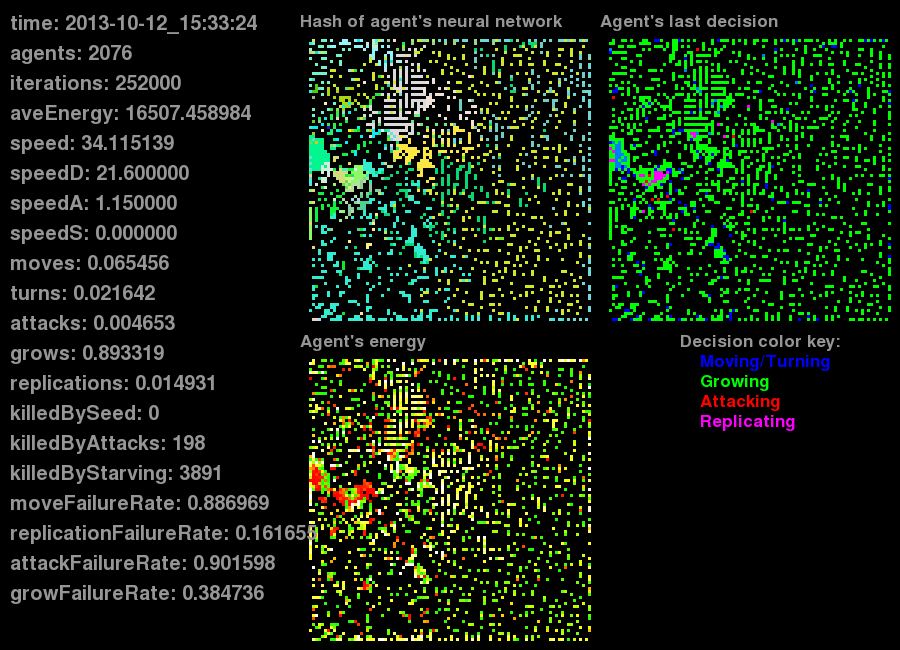 time: 2013-10-12_15:33:24
agents: 2076
iterations: 252000
aveEnergy: 16507.458984
speed: 34.115139
speedD: 21.600000
speedA: 1.150000
speedS: 0.000000
moves: 0.065456
turns: 0.021642
attacks: 0.004653
grows: 0.893319
replications: 0.014931
killedBySeed: 0
killedByAttacks: 198
killedByStarving: 3891
moveFailureRate: 0.886969
replicationFailureRate: 0.161655
attackFailureRate: 0.901598
growFailureRate: 0.384736
Hash of agent's neural network
Agent's last decision
Agent's energy
Decision color key:
Moving/Turning
Growing
Attacking
Replicating